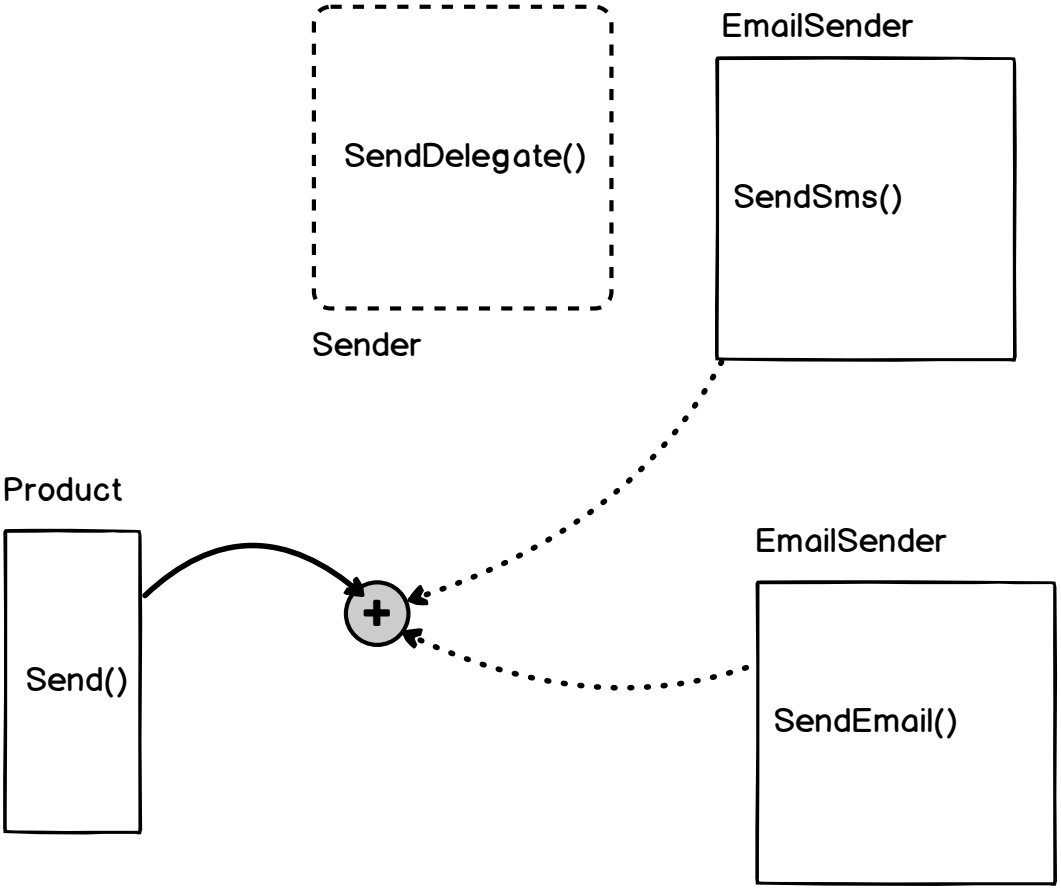 EmailSender
SendDelegate()
SendSms()
Sender
Product
EmailSender
+
Send()
SendEmail()